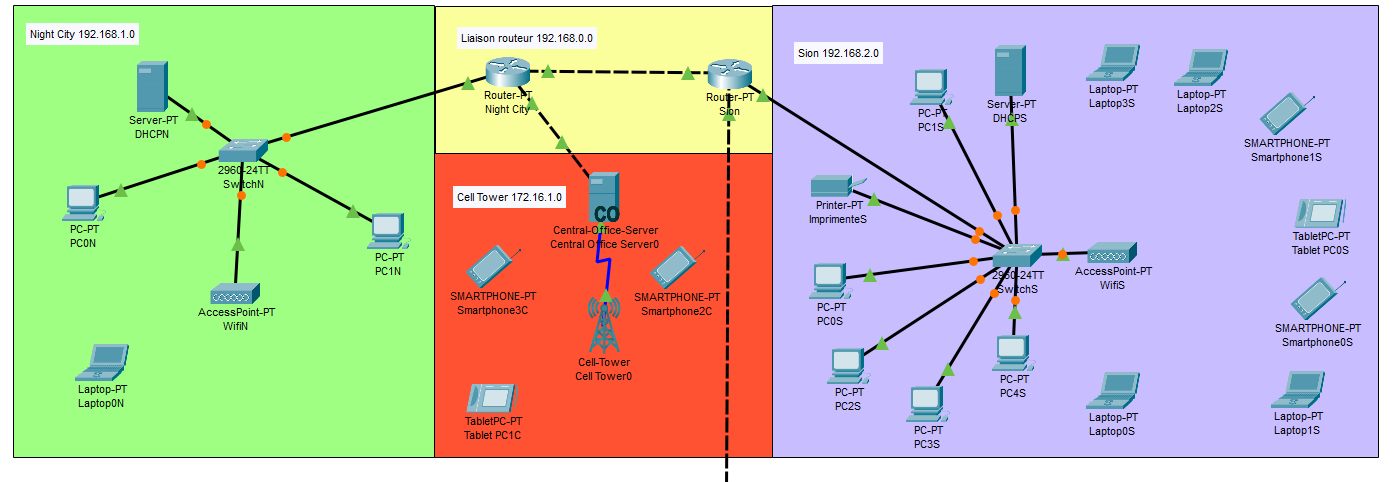 Night City 192.168.1.0
Server-PT
DHCPN
2960-24TT
SwitchN
PC-PT
PC0N
PC-PT
PC1N
AccessPoint-PT
WifiN
Laptop-PT
Laptop0N
Liaison routeur 192.168.0.0
Router-PT
Night City
Router-PT
Sion
Cell Tower 172.16.1.0
CO
Central-Office-Server
Central Office Server0
SMARTPHONE-PT
Smartphone3C
SMARTPHONE-PT
Smartphone2C
Cell-Tower
Cell Tower0
TabletPC-PT
Tablet PC1C
Sion 192.168.2.0
PC-PT
PC1S
Server-PT
DHCPS
Laptop-PT
Laptop3S
Laptop-PT
Laptop2S
SMARTPHONE-PT
Smartphone1S
Printer-PT
ImprimenteS
TabletPC-PT
Tablet PC0S
2960-24TT
SwitchS
AccessPoint-PT
WifiS
PC-PT
PC0S
SMARTPHONE-PT
Smartphone0S
PC-PT
PC2S
PC-PT
PC3S
PC-PT
PC4S
Laptop-PT
Laptop0S
Laptop-PT
Laptop1S